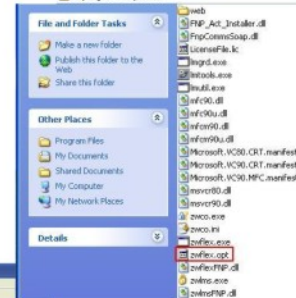 File and Folder Tasks
Make a new folder
Publish this folder to the
Web
Share this folder
Other Places
Program Files
My Documents
Shared Documents
My Computer
My Network Places
Details
web
FNP_Act_Installer.dll
FnpCommsSoap.dll
LicenseFile.lic
lmgrd.exe
lmtools.exe
lmutil.exe
mfc90.dll
mfc90u.dll
mfcm90.dll
mfcm90u.dll
Microsoft.VC80.CRT.manifest
Microsoft.VC90.CRT.manifest
Microsoft.VC90.MFC.manifest
msvcr80.dll
msvcr90.dll
zwco.exe
zwco.ini
zwflex.exe
zwflex.opt
zwflexFNP.dll
zwlms.exe
zwlmsFNP.dll